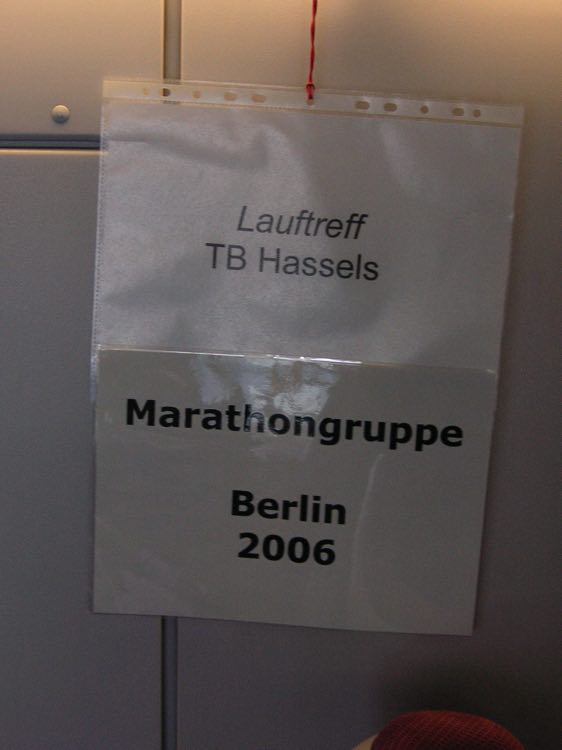 Lauftreff
TB Hassels
Marathongruppe
Berlin
2006